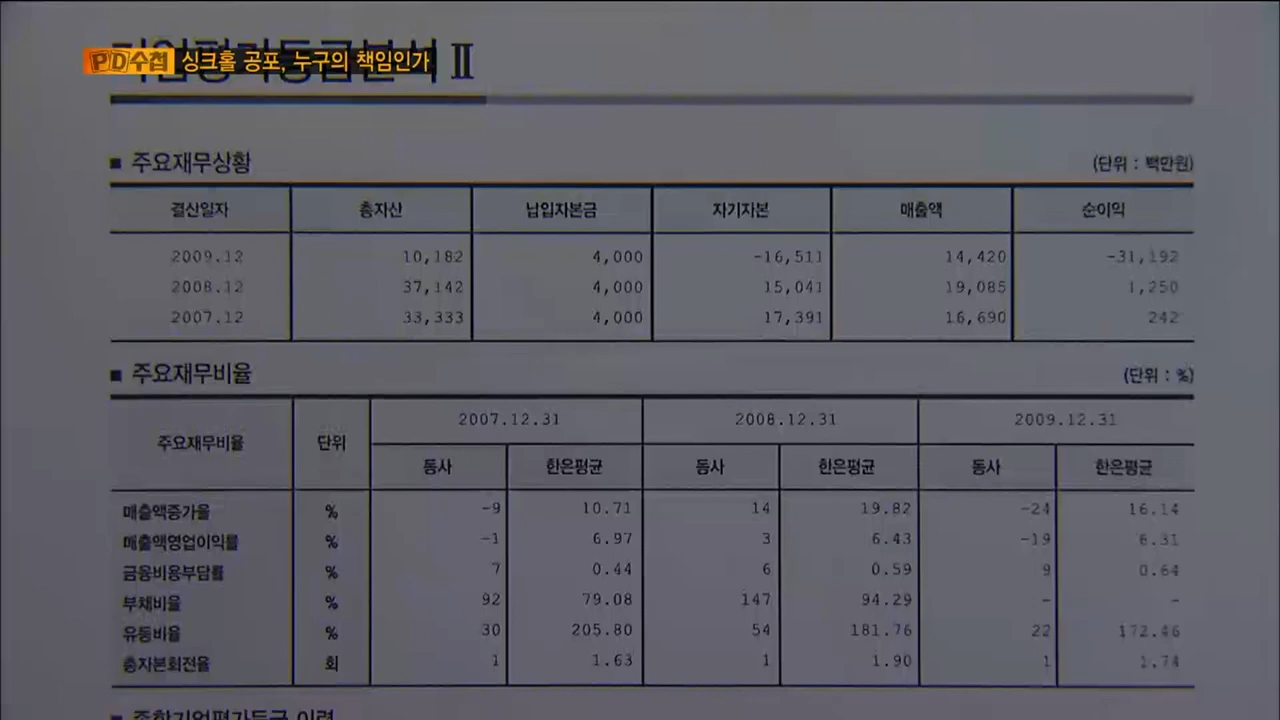 PD수첩 싱크홀 공포, 누구의 책임인가
Ⅱ
■ 주요재무상황 (단위 : 백만원)
결산일자 총자산 납입자본금 자기자본 매출액 순이익
2009.12 10,182 4,000 -16,511 14,420 -31,192
2008.12 37,142 4,000 15,041 19,085 1,250
2007.12 33,333 4,000 17,391 16,690 242
■ 주요재무비율 (단위 : %)
주요재무비율 단위 2007.12.31 2008.12.31 2009.12.31
동사 한은평균 동사 한은평균 동사 한은평균
매출액증가율 % -9 10.71 14 19.82 -24 16.14
매출액영업이익률 % -1 6.97 3 6.43 -19 6.31
금융비용부담률 % 7 0.44 6 0.59 9 0.64
부채비율 % 92 79.08 147 94.29 - -
유동비율 % 30 205.80 54 181.76 22 172.46
총자본회전율 회 1 1.63 1 1.90 1 1.74